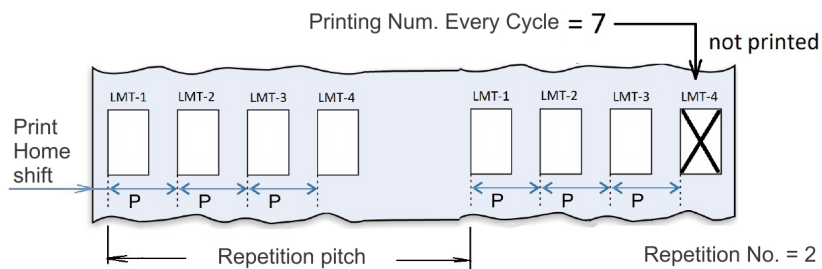 Printing Num. Every Cycle = 7
not printed
LMT-1 LMT-2 LMT-3 LMT-4 LMT-1 LMT-2 LMT-3 LMT-4
Print
Home
shift
P P P P P P
Repetition pitch
Repetition No. = 2